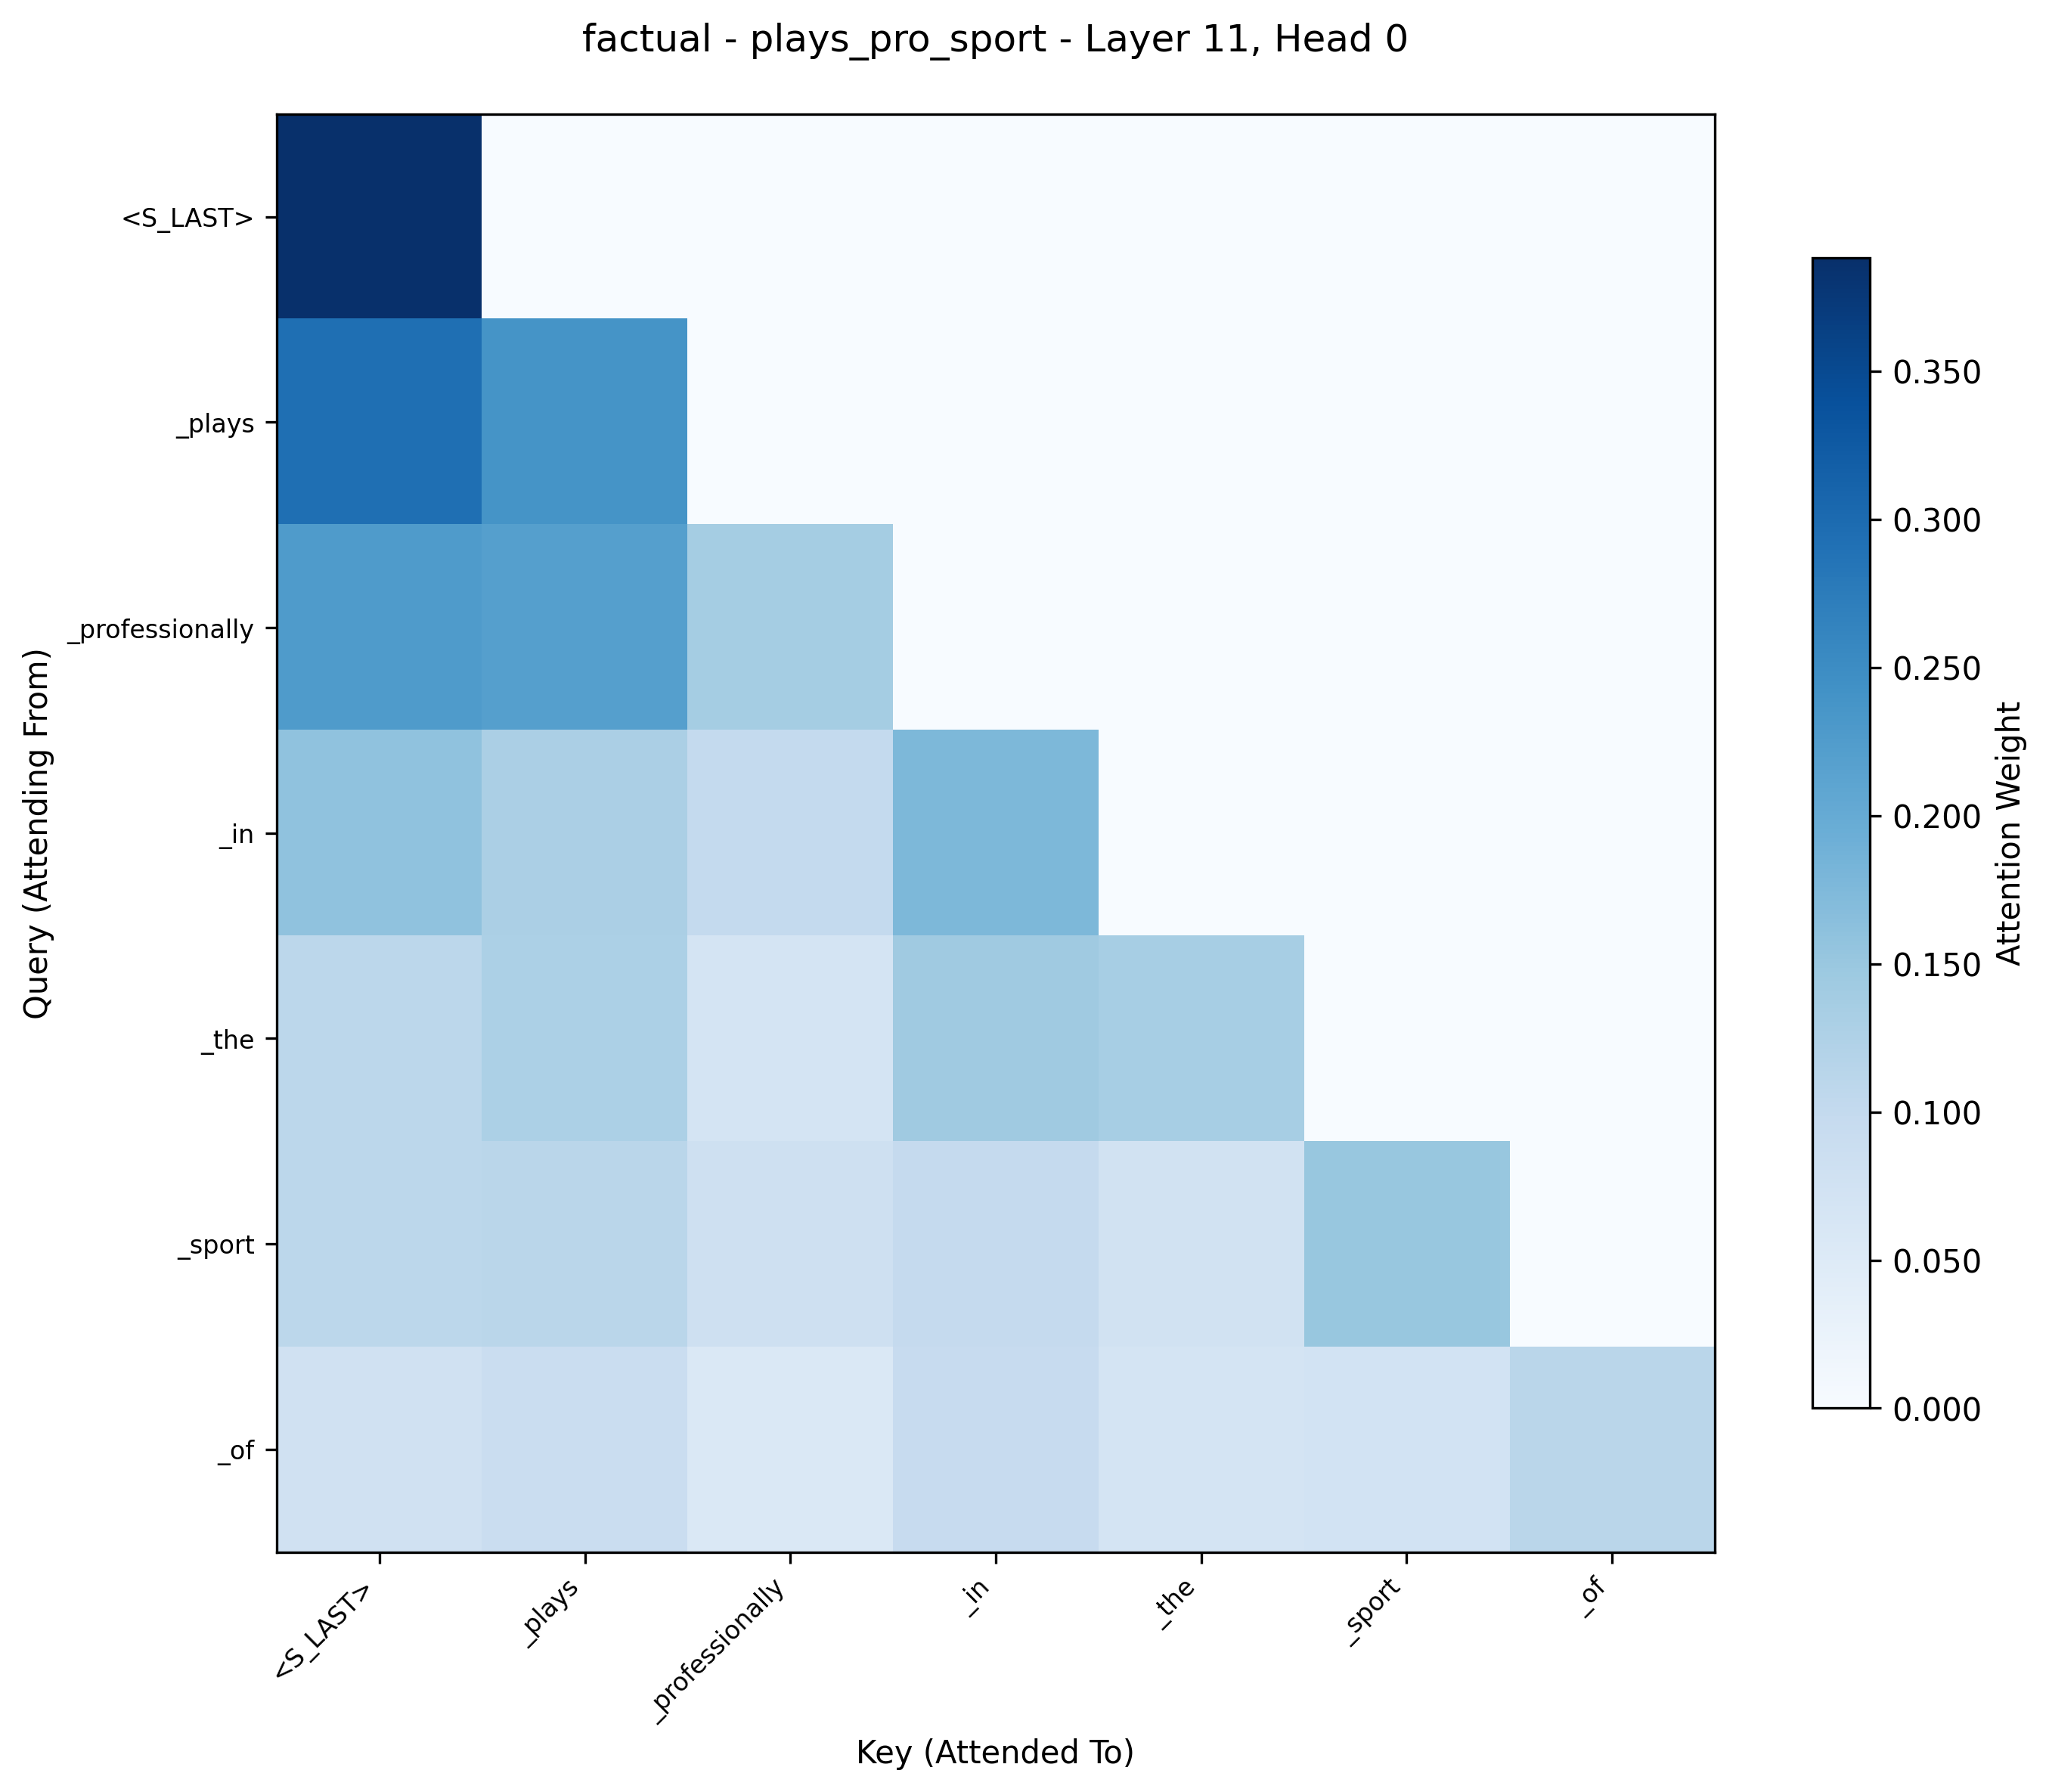 factual - plays_pro_sport - Layer 11, Head 0
Query (Attending From)
<S_LAST>
_plays
_professionally
_in
_the
_sport
_of
<S_LAST>
_plays
_professionally
_in
_the
_sport
_of
Key (Attended To)
0.350
0.300
0.250
0.200
0.150
0.100
0.050
0.000
Attention Weight